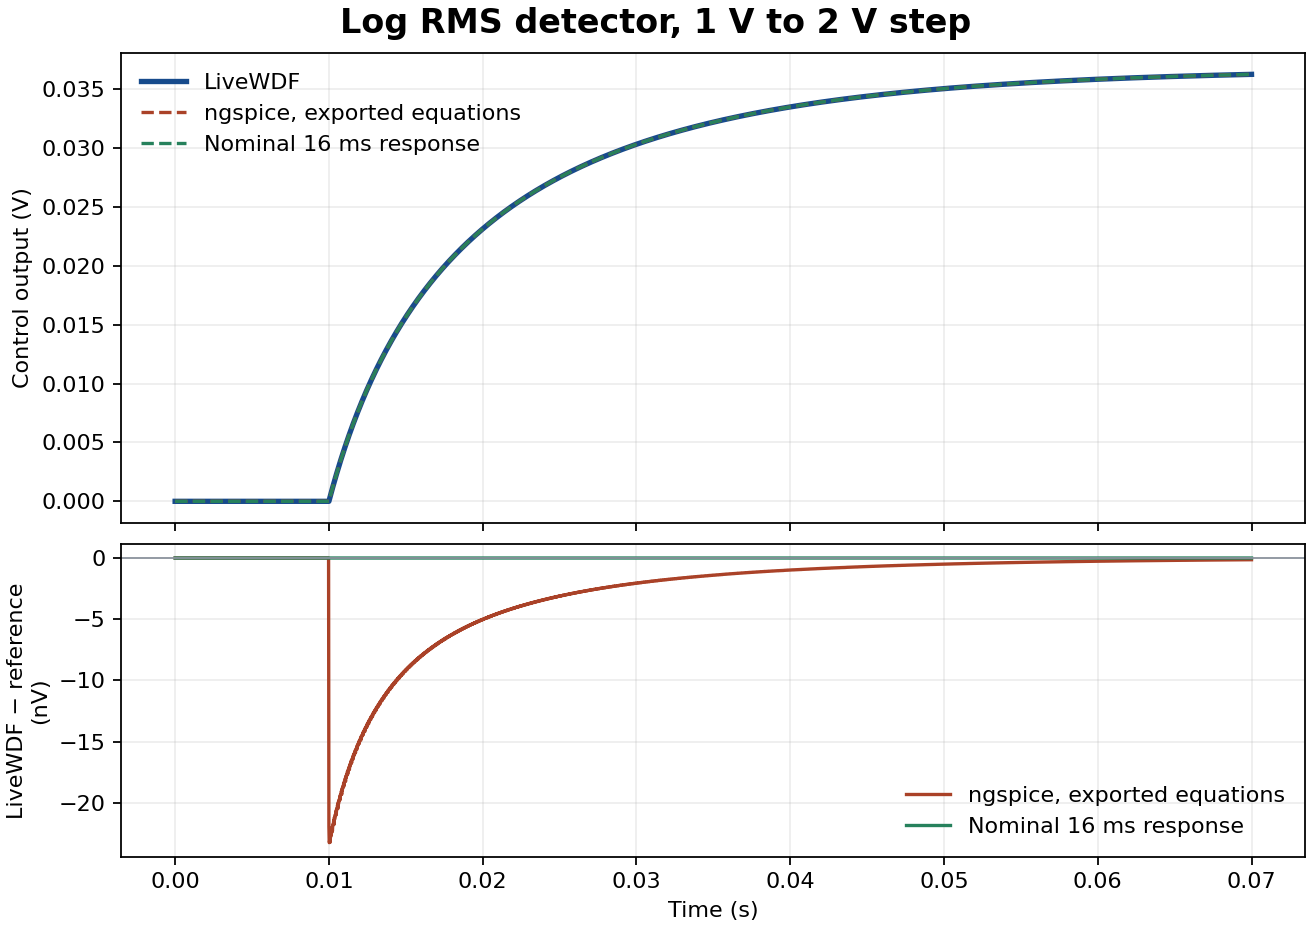 Log RMS detector, 1 V to 2 V step
LiveWDF
ngspice, exported equations
Nominal 16 ms response
Control output (V)
0.035
0.030
0.025
0.020
0.015
0.010
0.005
0.000
LiveWDF − reference
(nV)
0
−5
−10
−15
−20
ngspice, exported equations
Nominal 16 ms response
0.00 0.01 0.02 0.03 0.04 0.05 0.06 0.07
Time (s)